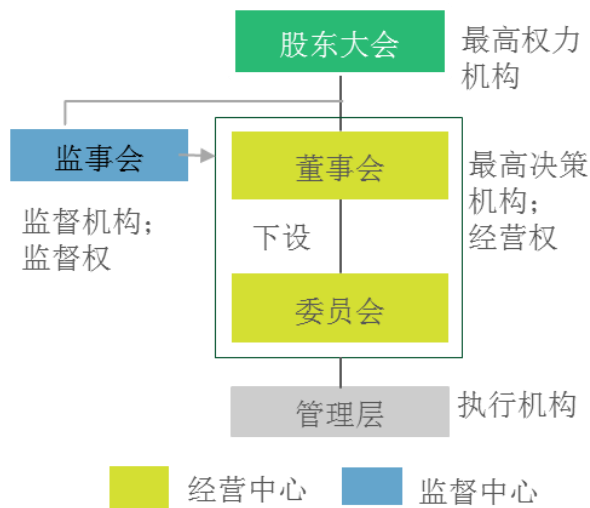 股东大会
最高权力
机构
监事会
董事会
最高决策
机构；
经营权
监督机构；
监督权
下设
委员会
管理层
执行机构
经营中心
监督中心